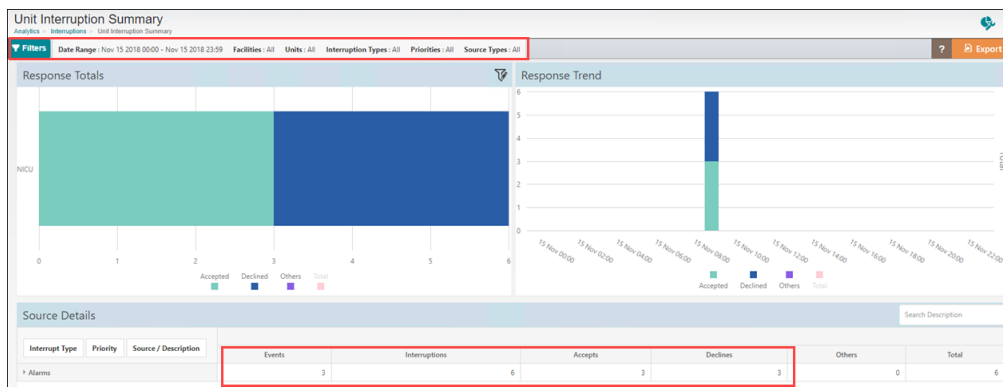 Unit Interruption Summary
Analytics > Interruptions > Unit Interruption Summary
Filters Date Range : Nov 15 2018 00:00 - Nov 15 2018 23:59 Facilities : All Units : All Interruption Types : All Priorities : All Source Types : All ? Export
Response Totals
NICU
0 1 2 3 4 5 6
Accepted Declined Others Total
Response Trend
6
5
4
3
2
1
0
Total
15 Nov 00:00 15 Nov 02:00 15 Nov 04:00 15 Nov 06:00 15 Nov 08:00 15 Nov 10:00 15 Nov 12:00 15 Nov 14:00 15 Nov 16:00 15 Nov 18:00 15 Nov 20:00 15 Nov 22:00
Accepted Declined Others Total
Source Details
Search Description
Interrupt Type Priority Source / Description
Events Interruptions Accepts Declines Others Total
Alarms 3 6 3 3 0 6